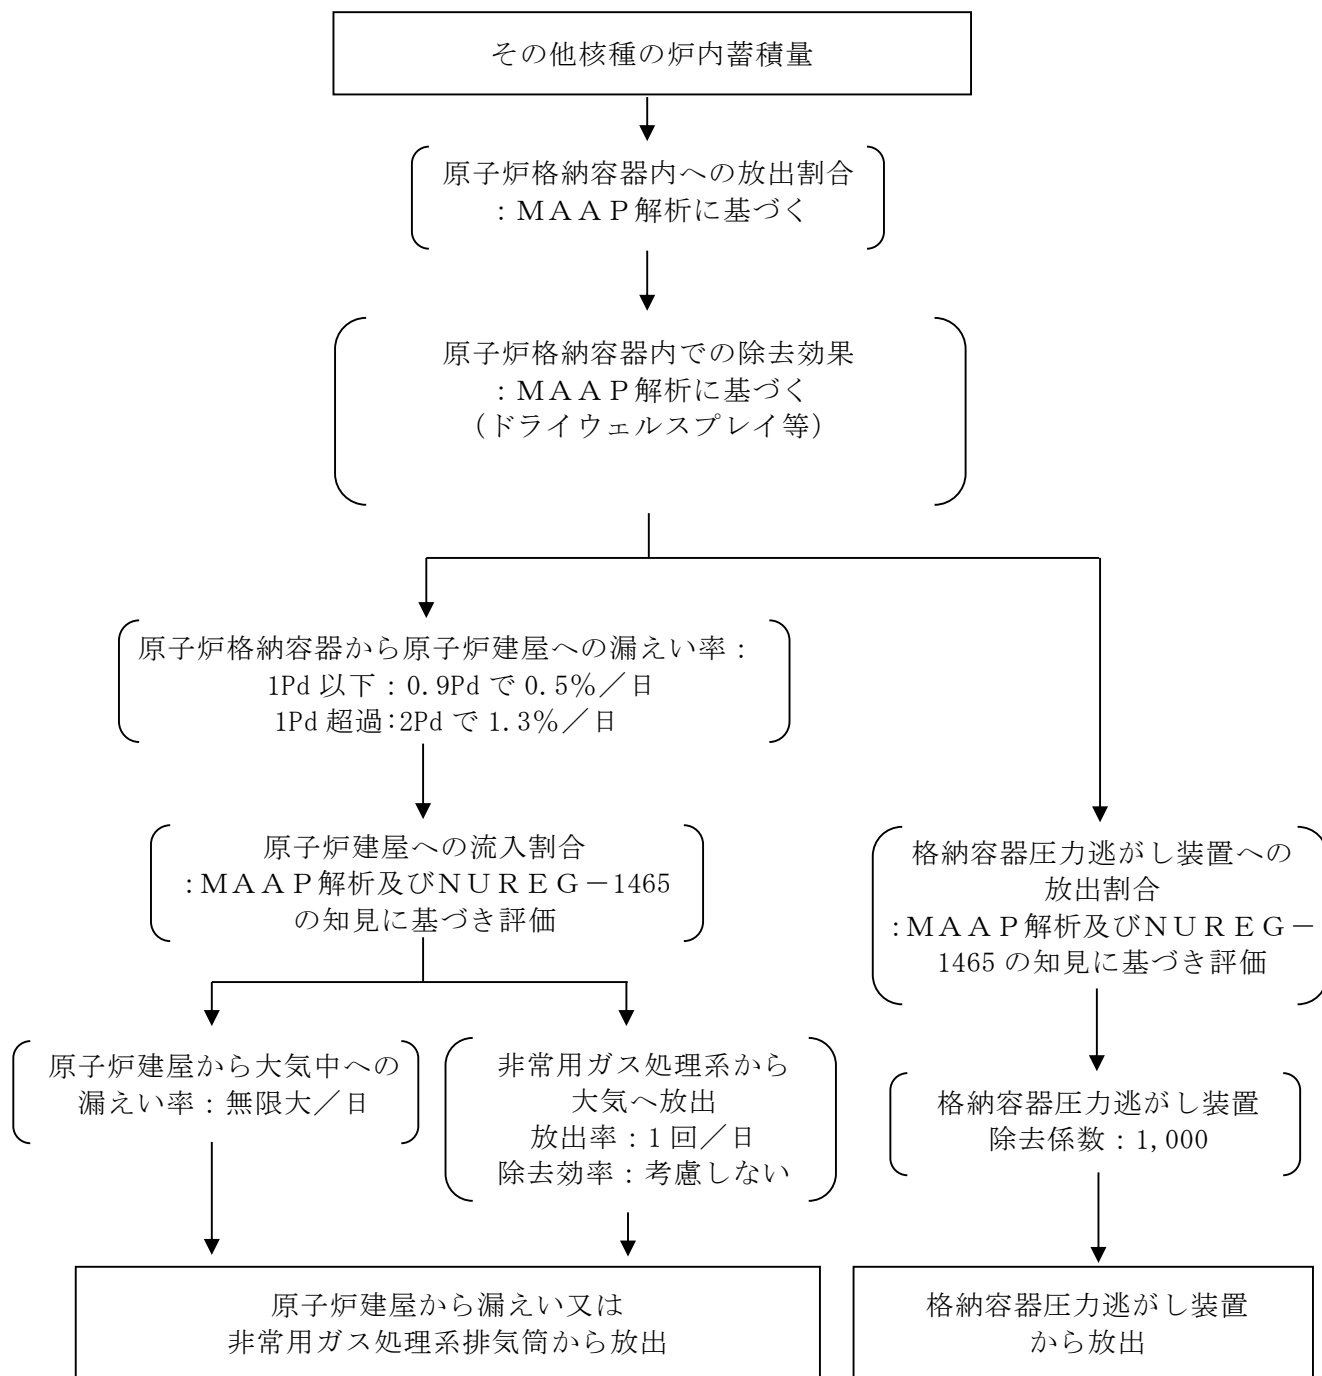 その他核種の炉内蓄積量
原子炉格納容器内への放出割合
：ＭＡＡＰ解析に基づく
原子炉格納容器内での除去効果
：ＭＡＡＰ解析に基づく
（ドライウェルスプレイ等）
原子炉格納容器から原子炉建屋への漏えい率：
1Pd 以下：0.9Pd で 0.5%／日
1Pd 超過：2Pd で 1.3%／日
原子炉建屋への流入割合
：ＭＡＡＰ解析及びＮＵＲＥＧ－1465
の知見に基づき評価
原子炉建屋から大気中への
漏えい率：無限大／日
非常用ガス処理系から
大気へ放出
放出率：1 回／日
除去効率：考慮しない
原子炉建屋から漏えい又は
非常用ガス処理系排気筒から放出
格納容器圧力逃がし装置への
放出割合
：ＭＡＡＰ解析及びＮＵＲＥＧ－
1465 の知見に基づき評価
格納容器圧力逃がし装置
除去係数：1,000
格納容器圧力逃がし装置
から放出